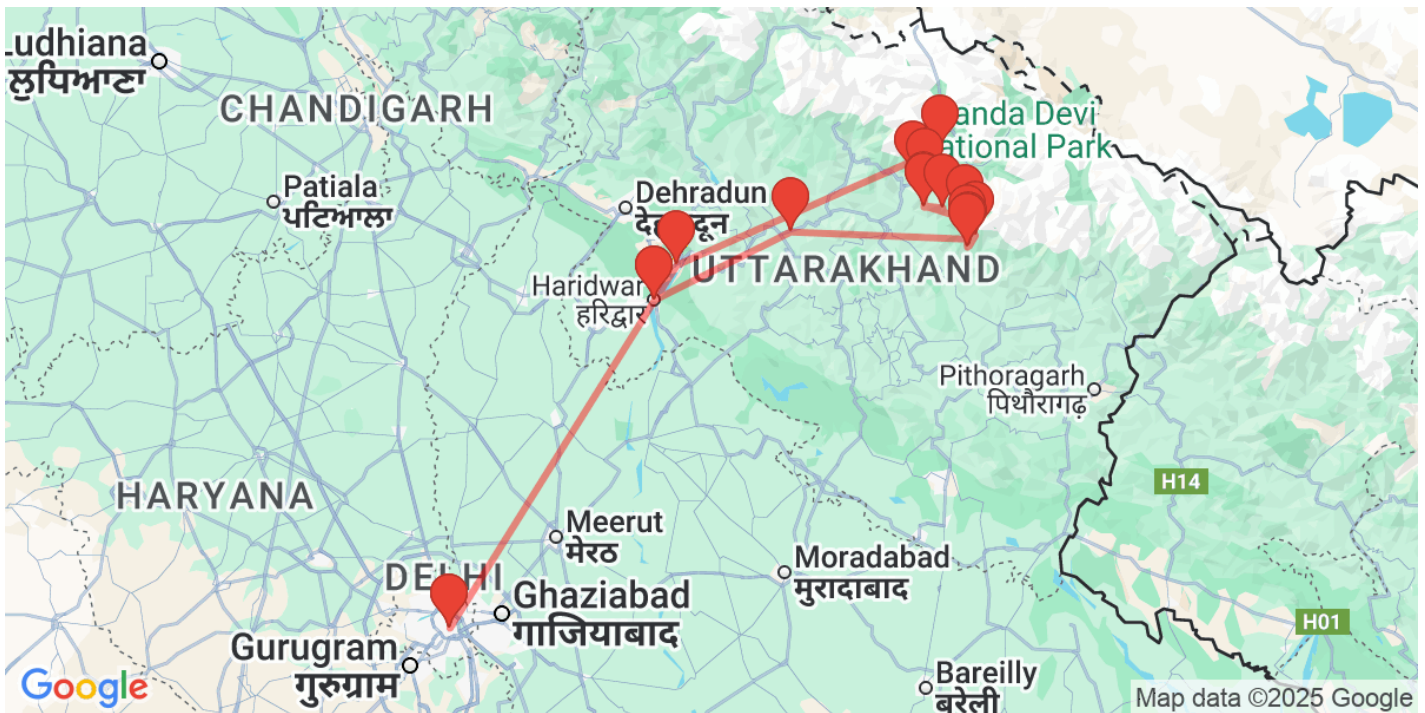 Ludhiana
ਲੁਧਿਆਣਾ
CHANDIGARH
Patiala
ਪਟਿਆਲਾ
Dehradun
Nanda Devi
National Park
Haridwar
हरिद्वार
UTTARAKHAND
Pithoragarh
पिथौरागढ़
HARYANA
H14
Meerut
मेरठ
DELHI
Moradabad
मुरादाबाद
Ghaziabad
गाजियाबाद
Gurugram
गुरुग्राम
H01
Bareilly
बरेली
Google
Map data ©2025 Google